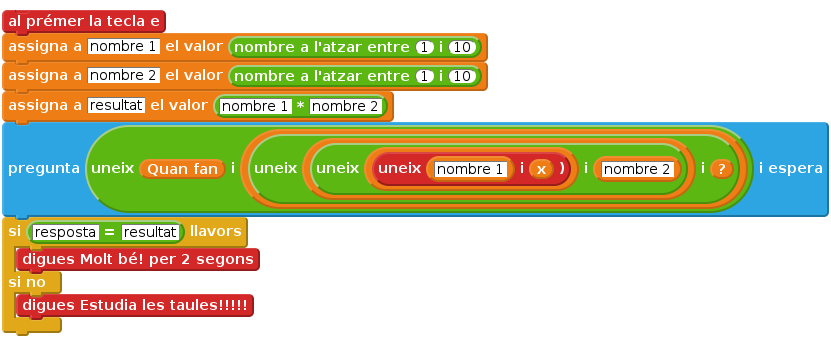 al prémer la tecla e
assigna a nombre 1 el valor nombre a l'atzar entre 1 i 10
assigna a nombre 2 el valor nombre a l'atzar entre 1 i 10
assigna a resultat el valor nombre 1 * nombre 2
pregunta uneix Quan fan i uneix uneix uneix nombre 1 i x ) i nombre 2 i ? i espera
si resposta = resultat llavors
digues Molt bé! per 2 segons
si no
digues Estudia les taules!!!!!